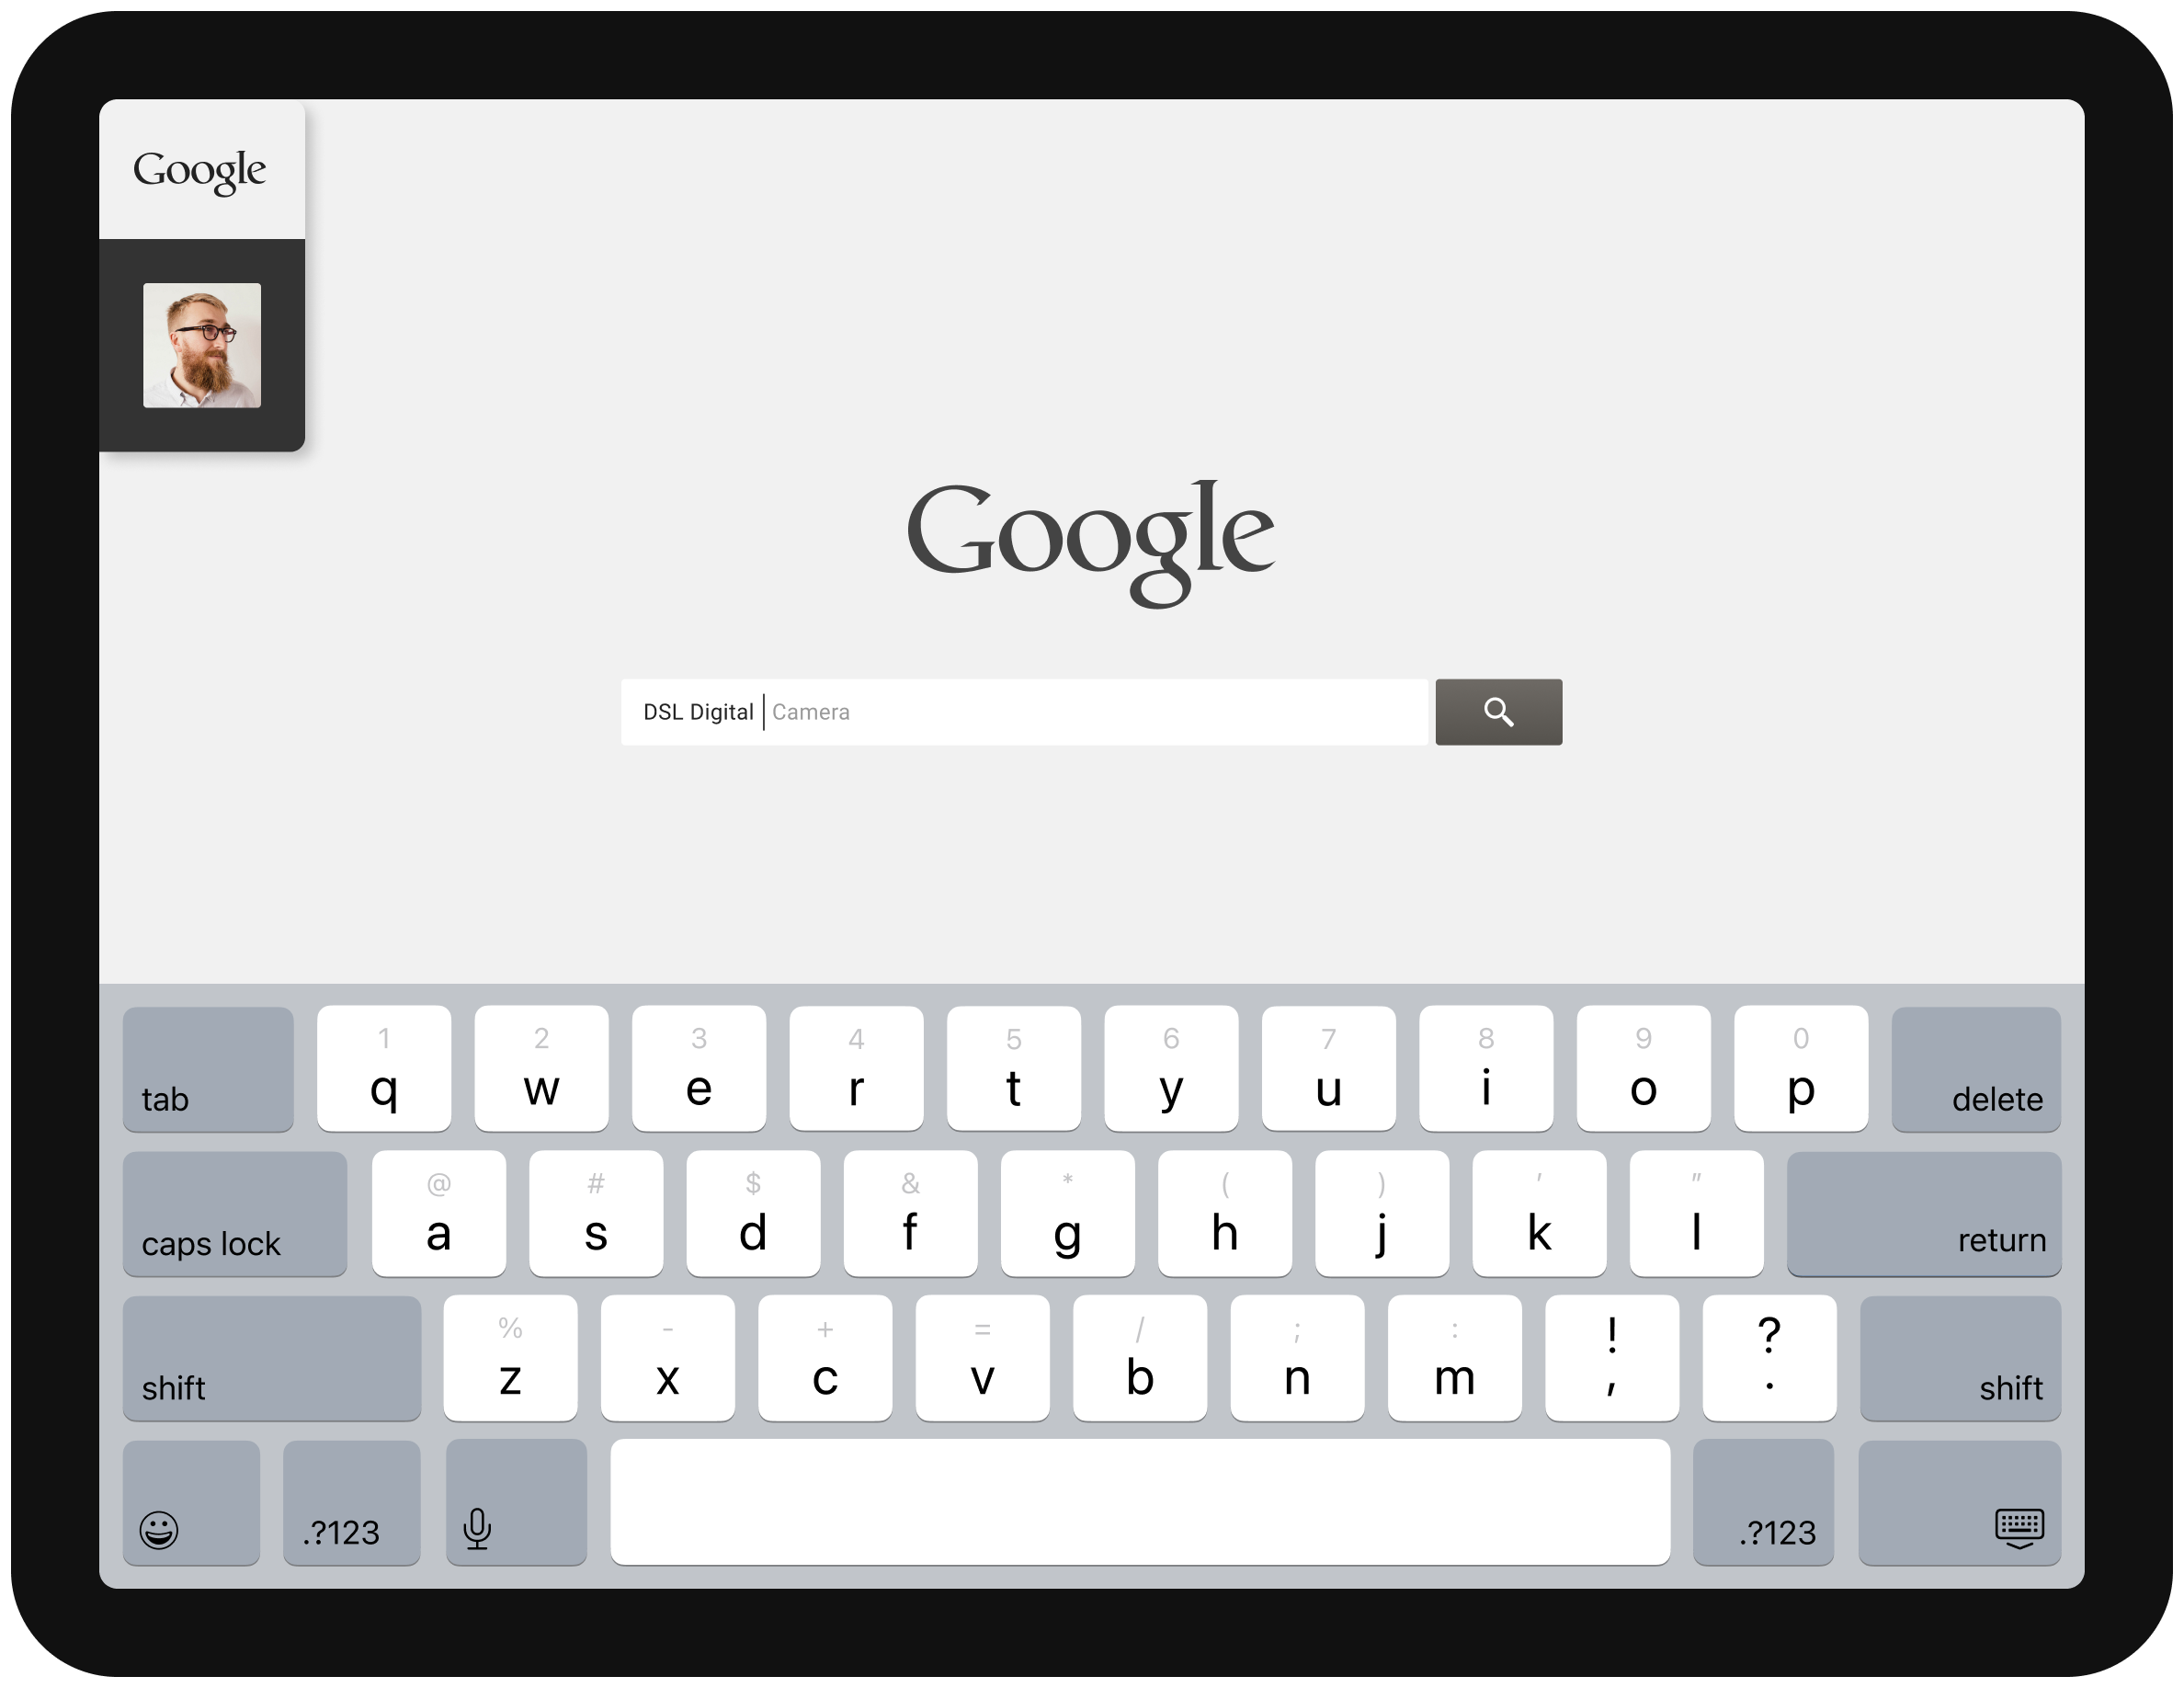 Google
Google
DSL Digital Camera
1 2 3 4 5 6 7 8 9 0
tab q w e r t y u i o p delete
@ # $ & * ( ) ' "
caps lock a s d f g h j k l return
% - + = / ; : ! ?
shift z x c v b n m , . shift
.?123 .?123